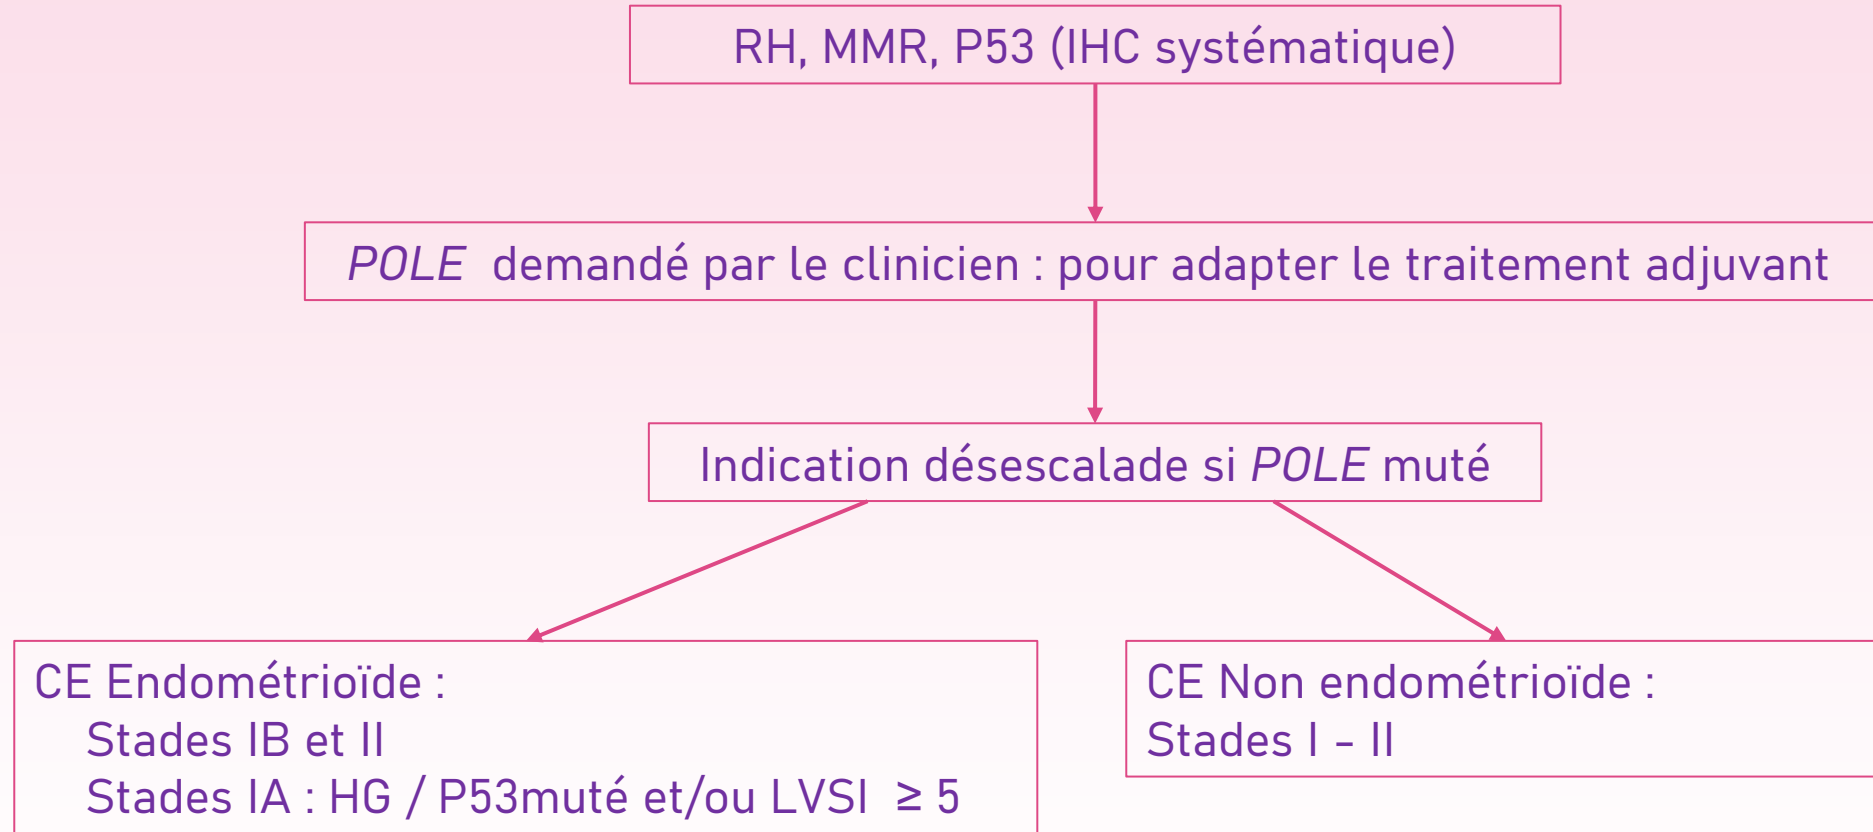 RH, MMR, P53 (IHC systématique)
POLE demandé par le clinicien : pour adapter le traitement adjuvant
Indication désescalade si POLE muté
CE Endométrioïde :
Stades IB et II
Stades IA : HG / P53muté et/ou LVSI ≥ 5
CE Non endométrioïde :
Stades I - II